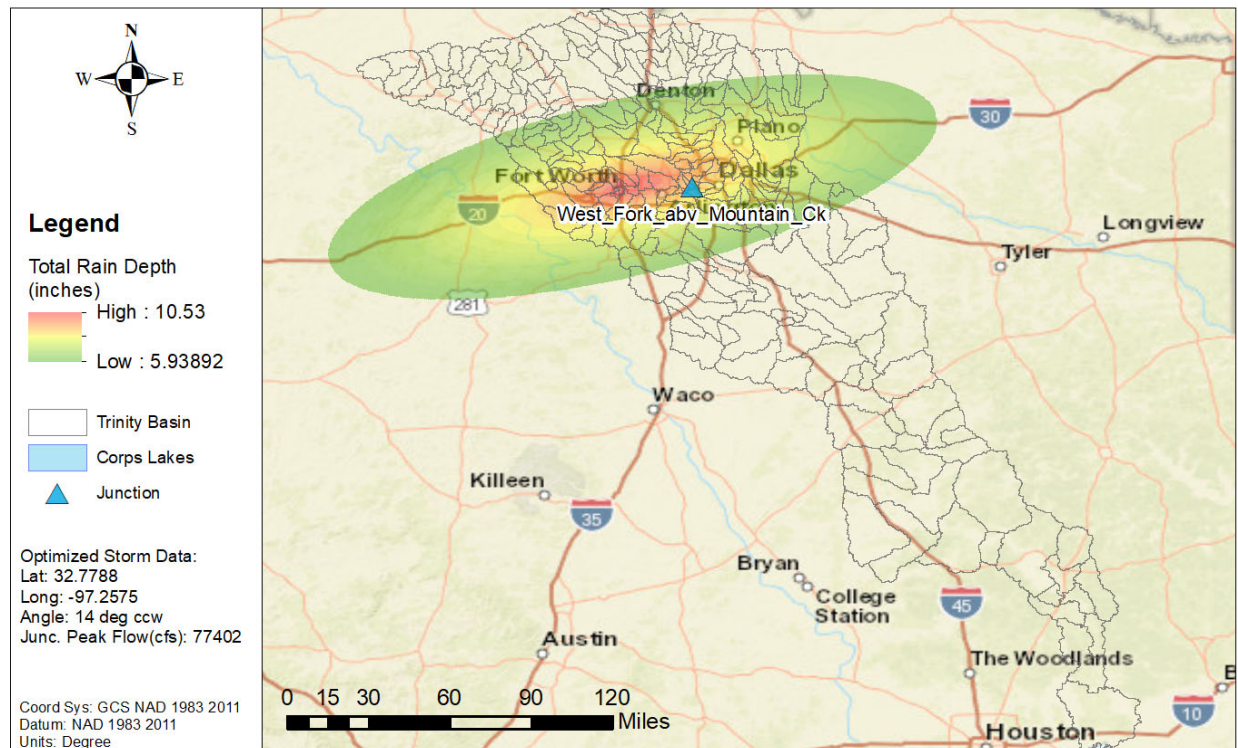 N
W
E
S
Legend
Total Rain Depth
(inches)
High : 10.53
Low : 5.93892
Trinity Basin
Corps Lakes
Junction
Optimized Storm Data:
Lat: 32.7788
Long: -97.2575
Angle: 14 deg ccw
Junc. Peak Flow(cfs): 77402
Coord Sys: GCS NAD 1983 2011
Datum: NAD 1983 2011
Units: Degree
Denton
30
Plano
Fort Worth
Dallas
20
West_Fork_abv_Mountain_Ck
Longview
Tyler
281
Waco
Killeen
35
Bryan
College
Station
45
Austin
The Woodlands
0 15 30 60 90 120
Miles
10
Houston